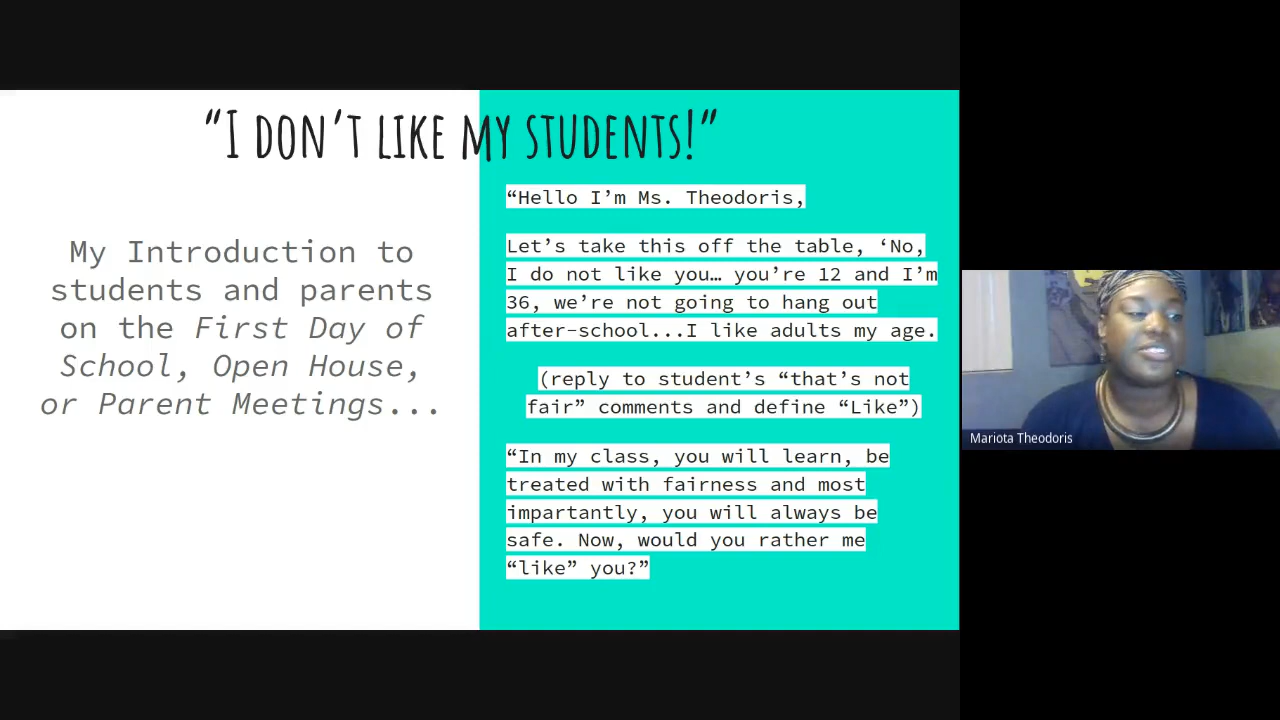 “I DON’T LIKE MY STUDENTS!”
My Introduction to
students and parents
on the First Day of
School, Open House,
or Parent Meetings...
“Hello I’m Ms. Theodoris,
Let’s take this off the table, ‘No,
I do not like you… you’re 12 and I’m
36, we’re not going to hang out
after-school...I like adults my age.
(reply to student’s “that’s not
fair” comments and define “Like”)
“In my class, you will learn, be
treated with fairness and most
impartantly, you will always be
safe. Now, would you rather me
“like” you?”
Mariota Theodoris